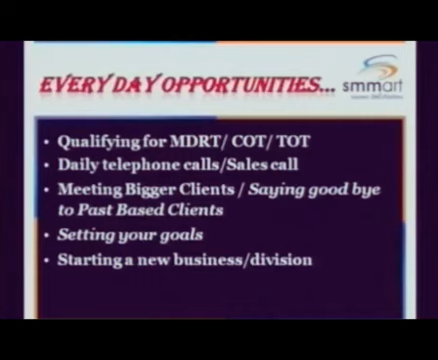 EVERY DAY OPPORTUNITIES...
smmart
• Qualifying for MDRT/ COT/ TOT
• Daily telephone calls/Sales call
• Meeting Bigger Clients / Saying good bye
to Past Based Clients
• Setting your goals
• Starting a new business/division